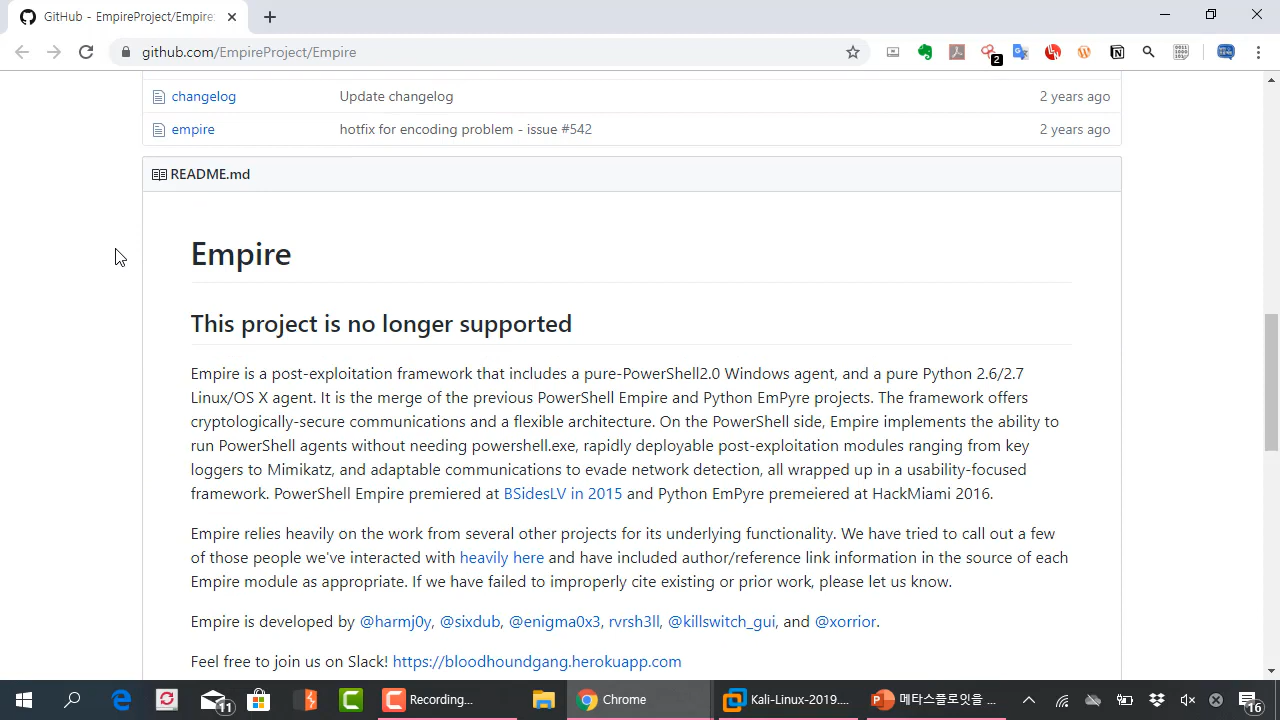 GitHub - EmpireProject/Empire:
github.com/EmpireProject/Empire
2
changelog Update changelog 2 years ago
empire hotfix for encoding problem - issue #542 2 years ago
README.md
Empire
This project is no longer supported
Empire is a post-exploitation framework that includes a pure-PowerShell2.0 Windows agent, and a pure Python 2.6/2.7
Linux/OS X agent. It is the merge of the previous PowerShell Empire and Python EmPyre projects. The framework offers
cryptologically-secure communications and a flexible architecture. On the PowerShell side, Empire implements the ability to
run PowerShell agents without needing powershell.exe, rapidly deployable post-exploitation modules ranging from key
loggers to Mimikatz, and adaptable communications to evade network detection, all wrapped up in a usability-focused
framework. PowerShell Empire premiered at BSidesLV in 2015 and Python EmPyre premeiered at HackMiami 2016.
Empire relies heavily on the work from several other projects for its underlying functionality. We have tried to call out a few
of those people we've interacted with heavily here and have included author/reference link information in the source of each
Empire module as appropriate. If we have failed to improperly cite existing or prior work, please let us know.
Empire is developed by @harmj0y, @sixdub, @enigma0x3, rvrsh3ll, @killswitch_gui, and @xorrior.
Feel free to join us on Slack! https://bloodhoundgang.herokuapp.com
11 Recording... Chrome Kali-Linux-2019.... 메타스플로잇을 ... 16